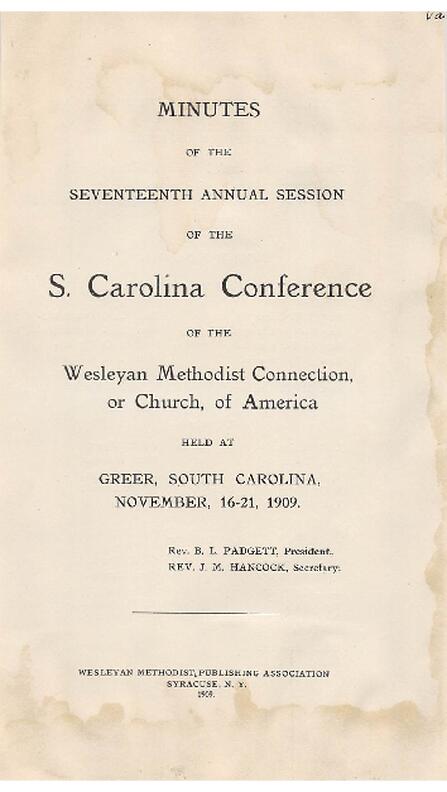 va
MINUTES
OF THE
SEVENTEENTH ANNUAL SESSION
OF THE
S. Carolina Conference
OF THE
Wesleyan Methodist Connection,
or Church, of America
HELD AT
GREER, SOUTH CAROLINA,
NOVEMBER, 16-21, 1909.
Rev. B. L. PADGETT, President.
REV. J. M. HANCOCK, Secretary.
WESLEYAN METHODIST PUBLISHING ASSOCIATION
SYRACUSE, N. Y.
1909.